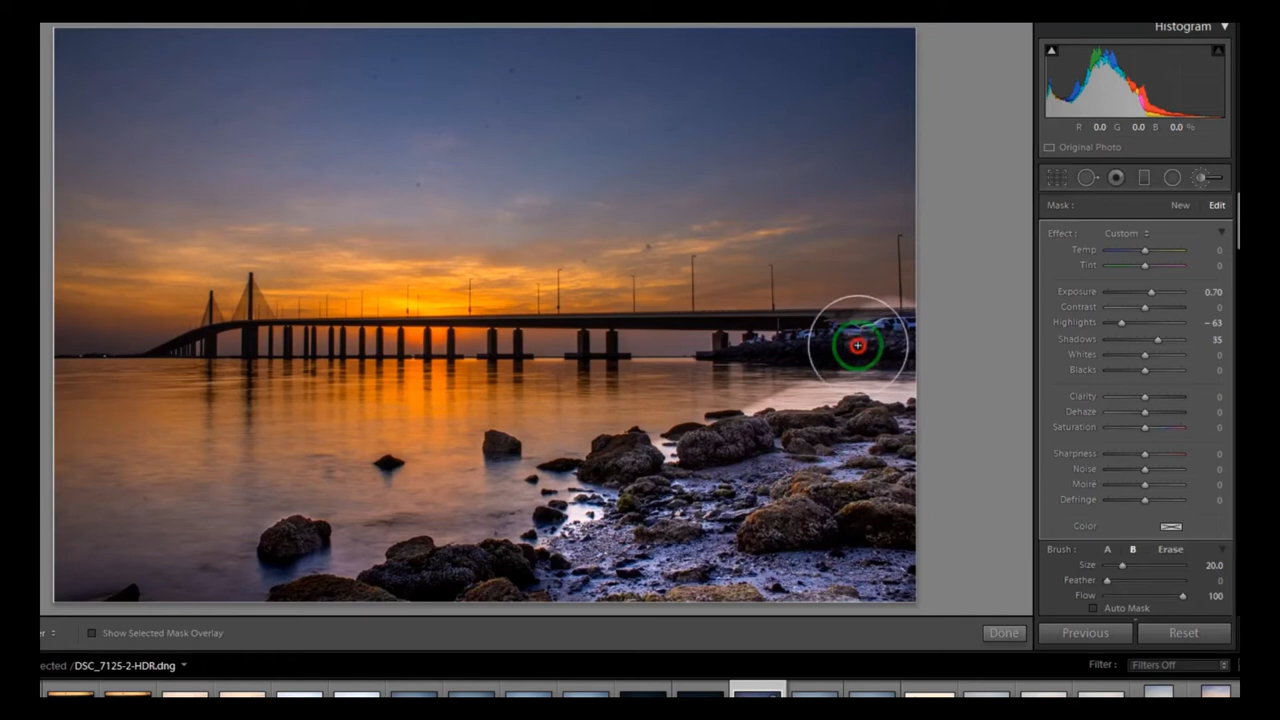 Histogram
R 0.0 G 0.0 B 0.0 %
Original Photo
Mask : New Edit
Effect : Custom
Temp 0
Tint 0
Exposure 0.70
Contrast 0
Highlights − 63
Shadows 35
Whites 0
Blacks 0
Clarity 0
Dehaze 0
Saturation 0
Sharpness 0
Noise 0
Moiré 0
Defringe 0
Color
Brush : A B Erase
Size 20.0
Feather 0
Flow 100
Auto Mask
Show Selected Mask Overlay Done Previous Reset
ected /DSC_7125-2-HDR.dng Filter : Filters Off